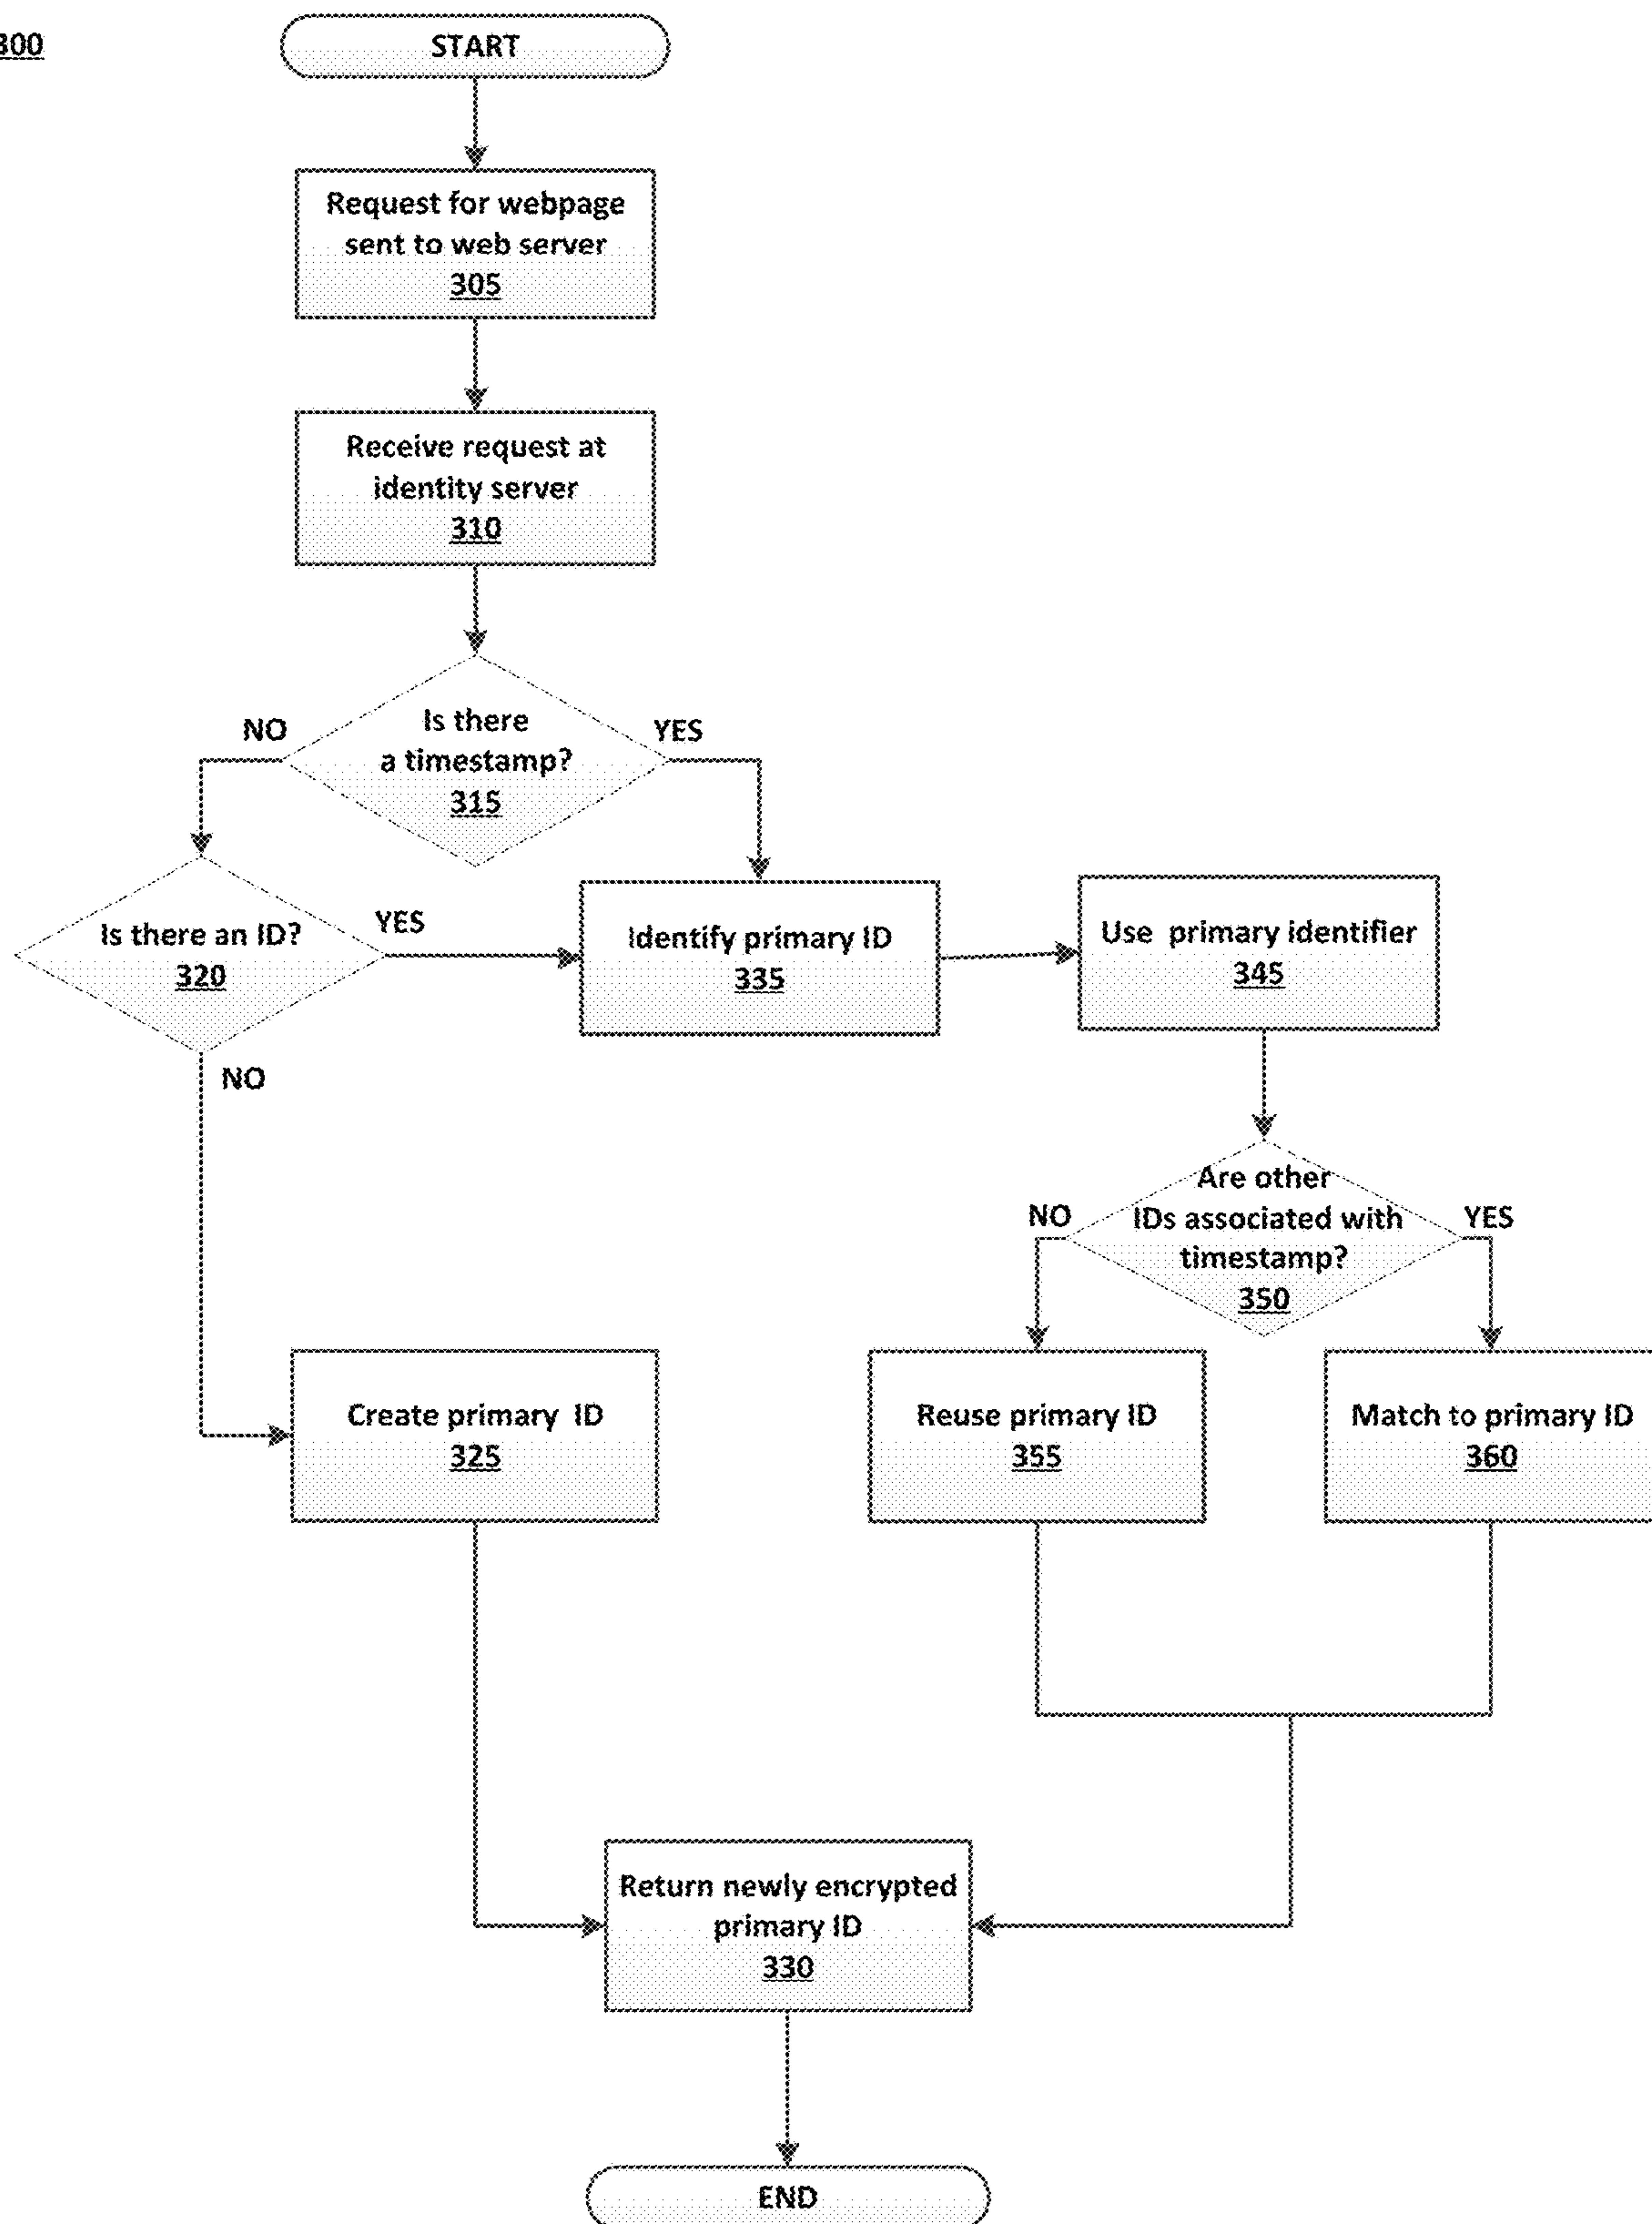 300
START
Request for webpage
sent to web server
305
Receive request at
identity server
310
NO
YES
Is there
a timestamp?
315
Is there an ID?
320
YES
NO
Identify primary ID
335
Use primary identifier
345
Are other
IDs associated with
timestamp?
350
NO
YES
Create primary ID
325
Reuse primary ID
355
Match to primary ID
360
Return newly encrypted
primary ID
330
END